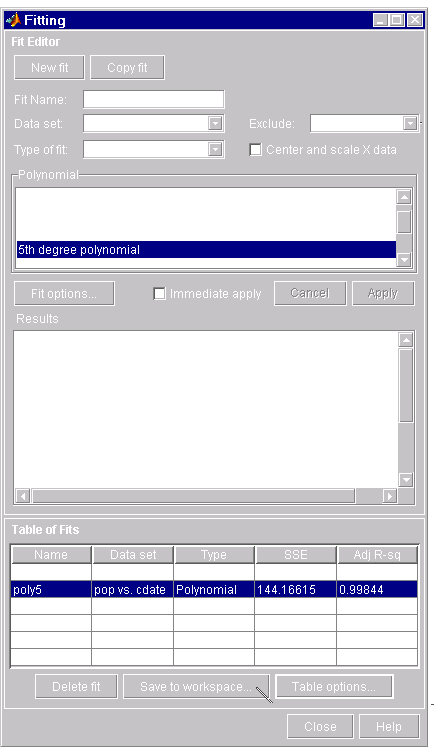 Fitting
Fit Editor
New fit Copy fit
Fit Name:
Data set: Exclude:
Type of fit: Center and scale X data
Polynomial
5th degree polynomial
Fit options... Immediate apply Cancel Apply
Results
Table of Fits
Name Data set Type SSE Adj R-sq
poly5 pop vs. cdate Polynomial 144.16615 0.99844
Delete fit Save to workspace... Table options...
Close Help